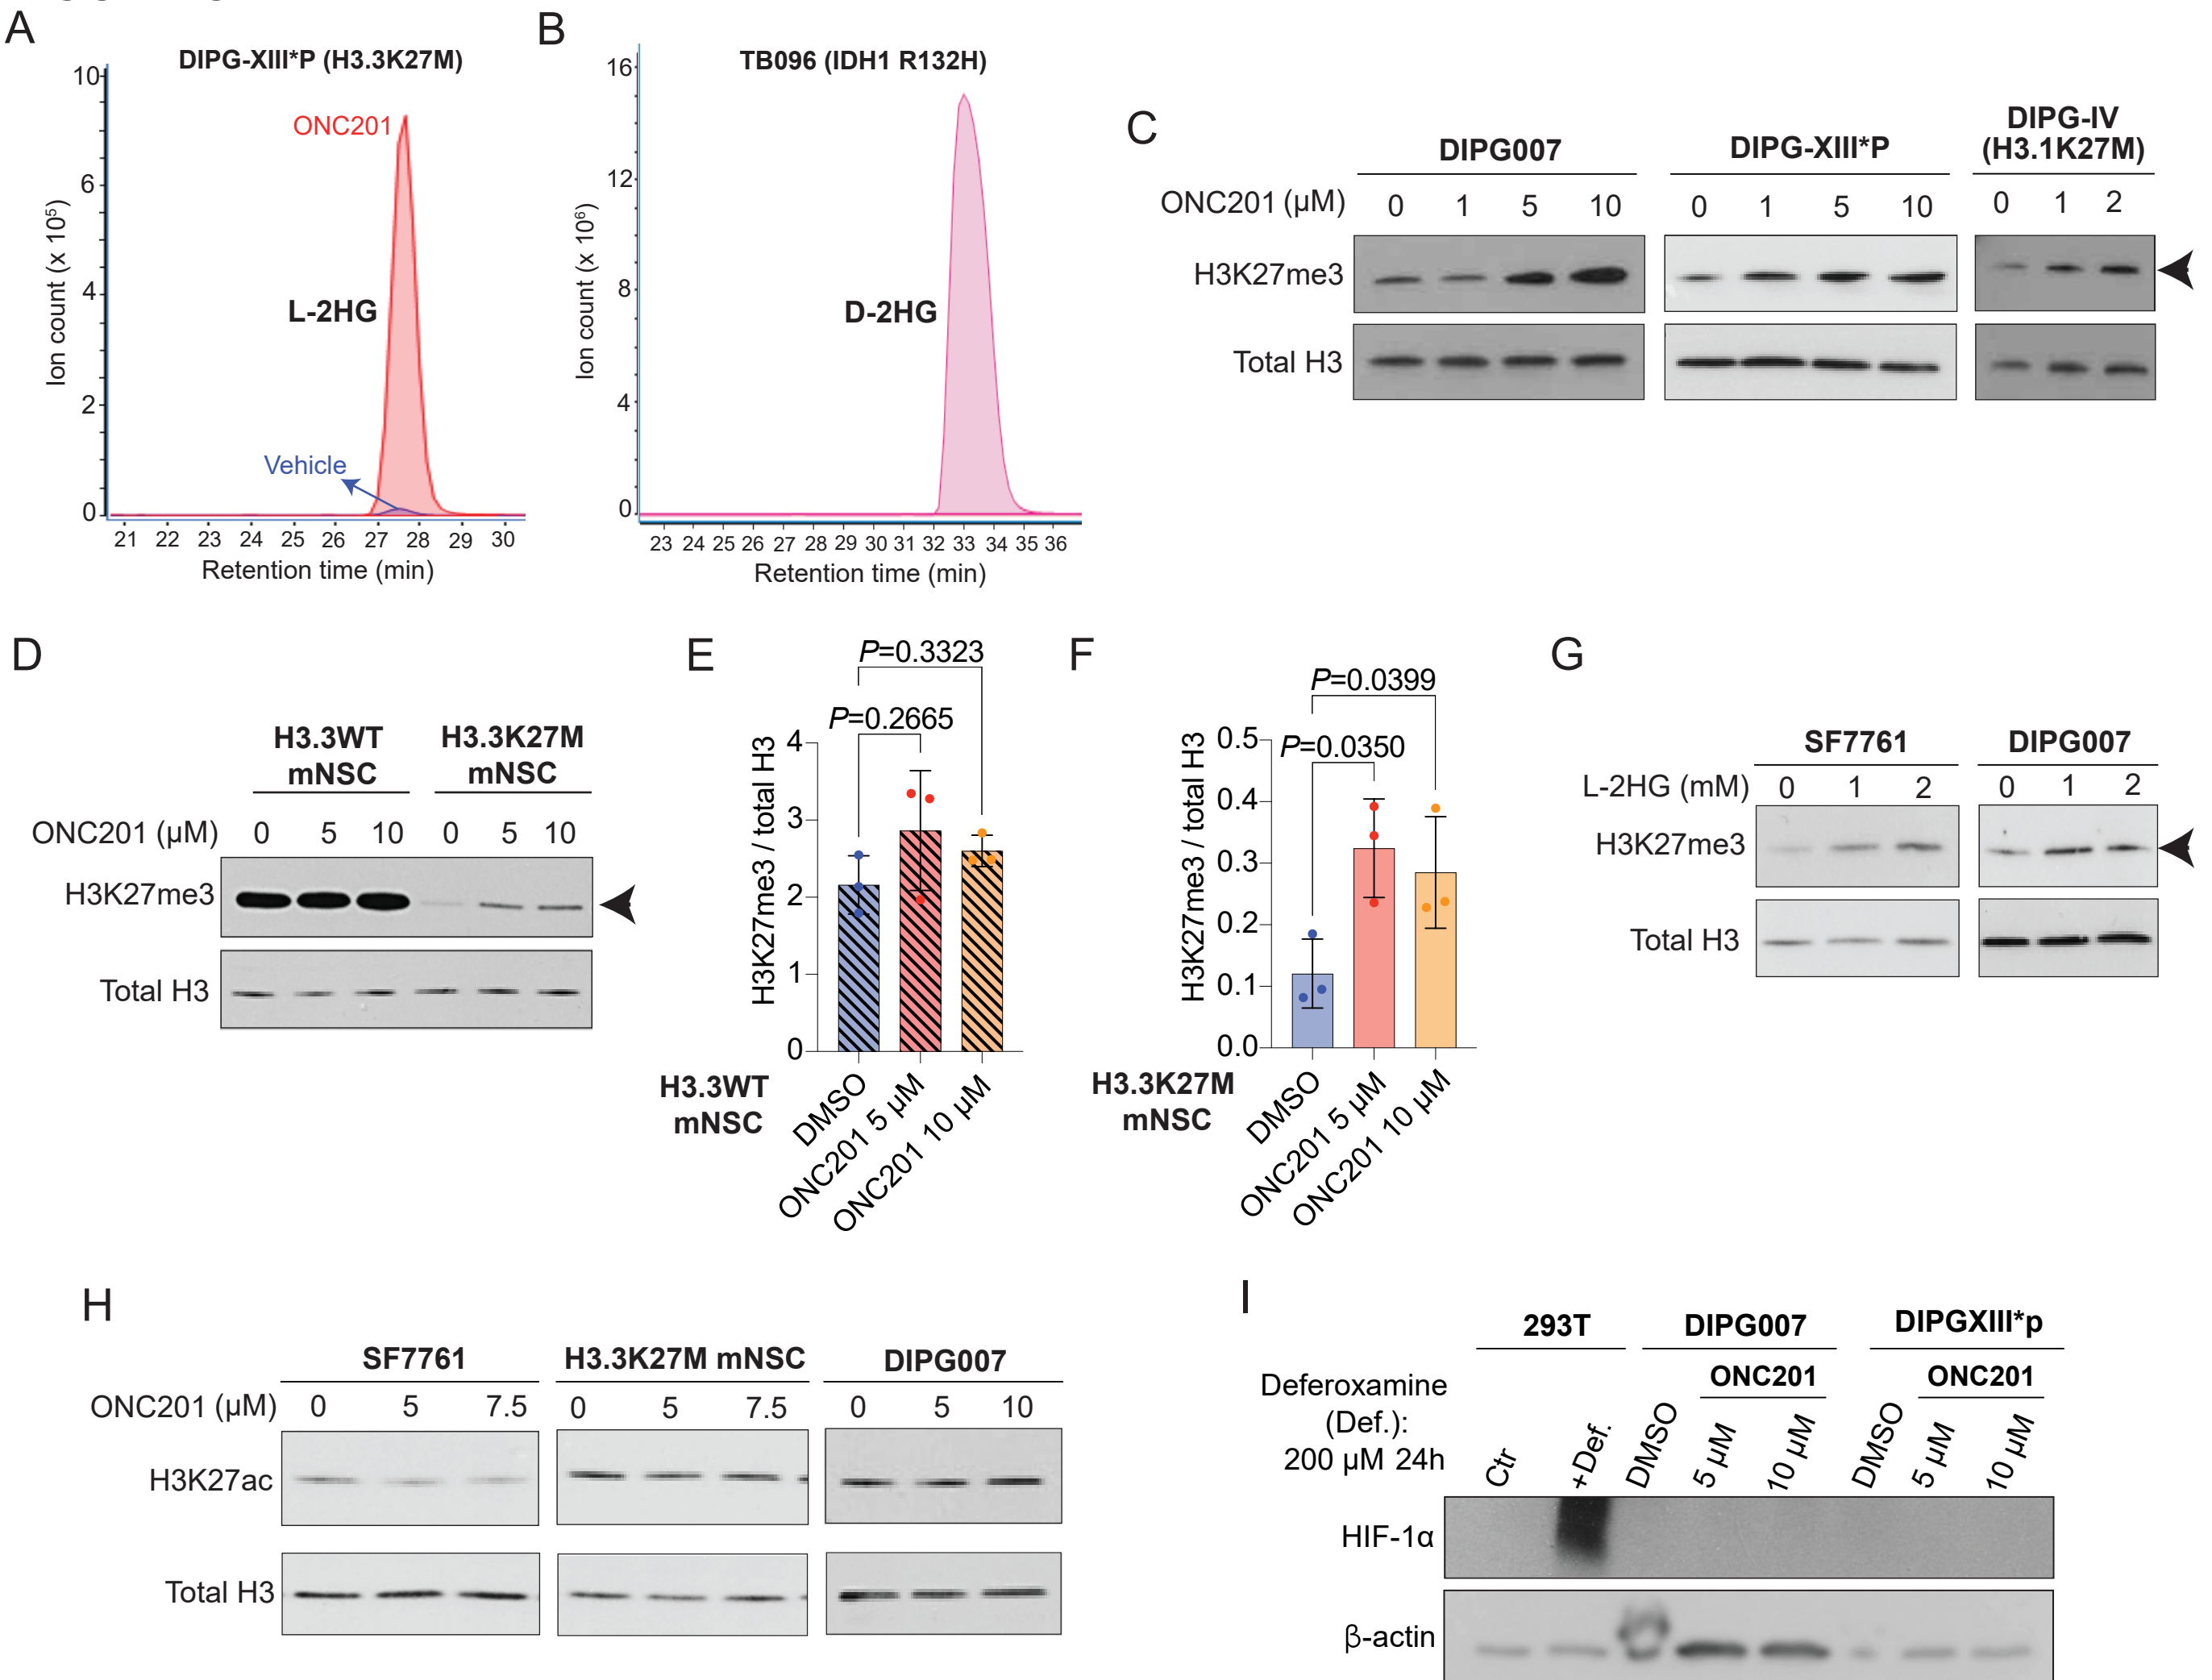 A
DIPG-XIII*P (H3.3K27M)
10
6
4
2
0
Ion count (x 10⁵)
ONC201
L-2HG
Vehicle
21 22 23 24 25 26 27 28 29 30
Retention time (min)
B
TB096 (IDH1 R132H)
16
12
8
4
0
Ion count (x 10⁶)
D-2HG
23 24 25 26 27 28 29 30 31 32 33 34 35 36
Retention time (min)
C
DIPG007
DIPG-XIII*P
DIPG-IV
(H3.1K27M)
ONC201 (µM) 0 1 5 10 0 1 5 10 0 1 2
H3K27me3
Total H3
D
H3.3WT
mNSC
H3.3K27M
mNSC
ONC201 (µM) 0 5 10 0 5 10
H3K27me3
Total H3
E
P=0.3323
P=0.2665
4
3
2
1
0
H3K27me3 / total H3
H3.3WT
mNSC
DMSO
ONC201 5 µM
ONC201 10 µM
F
P=0.0399
P=0.0350
0.5
0.4
0.3
0.2
0.1
0.0
H3K27me3 / total H3
H3.3K27M
mNSC
DMSO
ONC201 5 µM
ONC201 10 µM
G
SF7761 DIPG007
L-2HG (mM) 0 1 2 0 1 2
H3K27me3
Total H3
H
SF7761 H3.3K27M mNSC DIPG007
ONC201 (µM) 0 5 7.5 0 5 7.5 0 5 10
H3K27ac
Total H3
I
293T DIPG007 DIPGXIII*p
ONC201 ONC201
Deferoxamine
(Def.):
200 µM 24h
Ctr +Def. DMSO 5 µM 10 µM DMSO 5 µM 10 µM
HIF-1α
β-actin